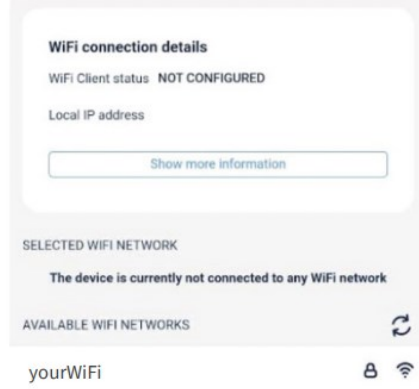 WiFi connection details
WiFi Client status NOT CONFIGURED
Local IP address
Show more information
SELECTED WIFI NETWORK
The device is currently not connected to any WiFi network
AVAILABLE WIFI NETWORKS
yourWiFi